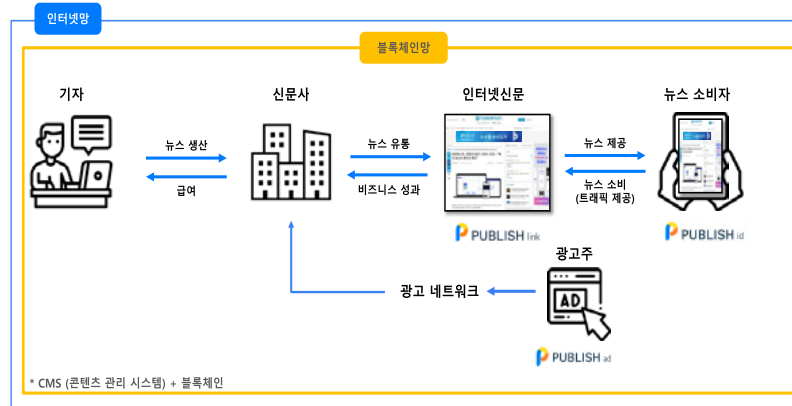 인터넷망
블록체인망
기자
신문사
인터넷신문
뉴스 소비자
뉴스 생산
급여
뉴스 유통
비즈니스 성과
뉴스 제공
뉴스 소비
(트래픽 제공)
PUBLISH link
PUBLISH id
광고주
광고 네트워크
AD
PUBLISH ad
* CMS (콘텐츠 관리 시스템) + 블록체인